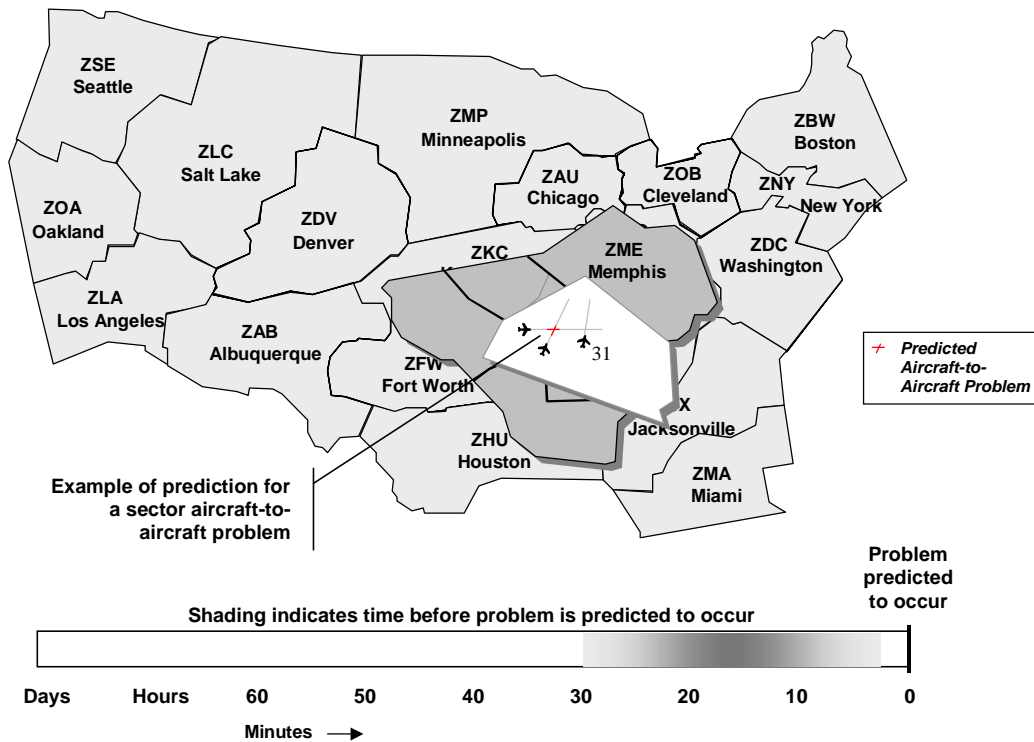 ZSE
Seattle
ZMP
Minneapolis
ZBW
Boston
ZLC
Salt Lake
ZAU
Chicago
ZOB
Cleveland
ZNY
New York
ZOA
Oakland
ZDV
Denver
ZKC
ZME
Memphis
ZDC
Washington
ZLA
Los Angeles
ZAB
Albuquerque
31
ZFW
Fort Worth
X
Jacksonville
ZHU
Houston
ZMA
Miami
Predicted
Aircraft-to-
Aircraft Problem
Example of prediction for
a sector aircraft-to-
aircraft problem
Problem
predicted
to occur
Shading indicates time before problem is predicted to occur
Days Hours 60 50 40 30 20 10 0
Minutes